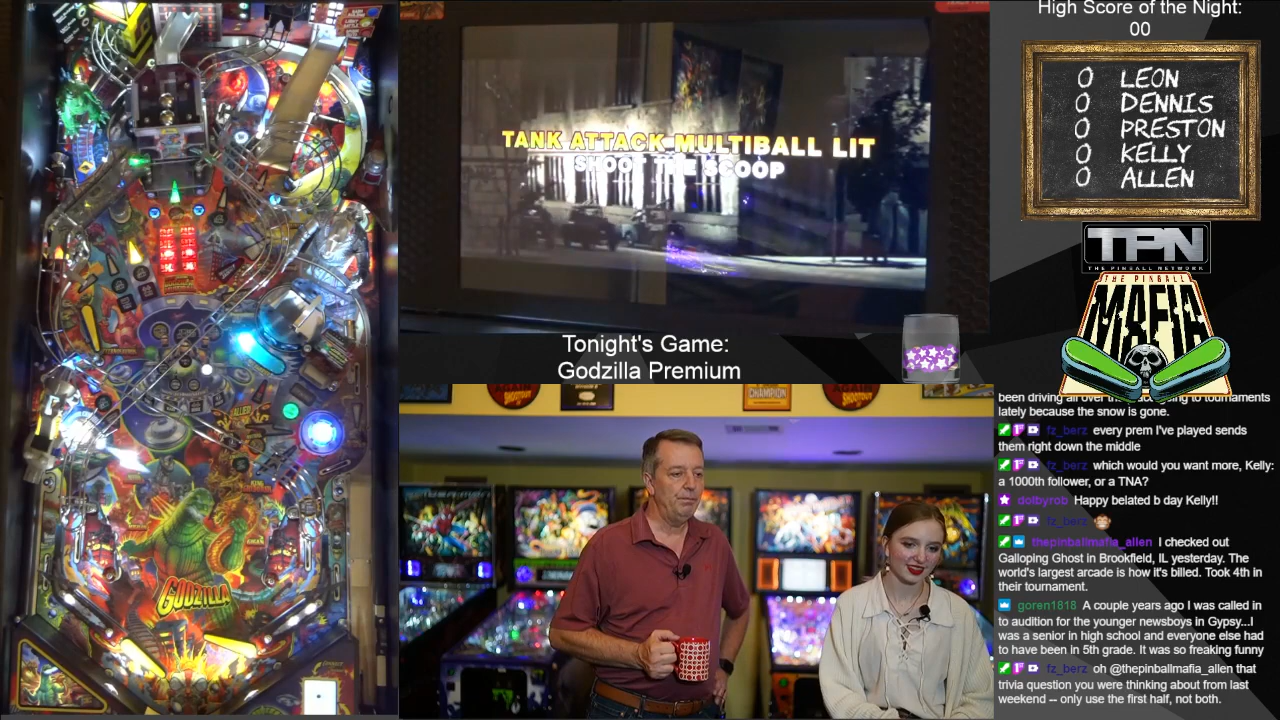 High Score of the Night:
00
0 LEON
0 DENNIS
0 PRESTON
0 KELLY
0 ALLEN
TANK ATTACK MULTIBALL LIT
SHOOT THE SCOOP
TPN
THE PINBALL NETWORK
THE PINBALL
MAFIA
Tonight's Game:
Godzilla Premium
GODZILLA
AGAIN
SHOOTOUT
CHAMPION
AGAIN
SHOOTOUT
lately because the snow is gone.
fz_berz every prem I've played sends
them right down the middle
fz_berz which would you want more, Kelly:
a 1000th follower, or a TNA?
dolbyrob Happy belated b day Kelly!!
fz_berz
thepinballmafia_allen I checked out
Galloping Ghost in Brookfield, IL yesterday. The
world's largest arcade is how it's billed. Took 4th in
their tournament.
goren1818 A couple years ago I was called in
to audition for the younger newsboys in Gypsy...I
was a senior in high school and everyone else had
to have been in 5th grade. It was so freaking funny
fz_berz oh @thepinballmafia_allen that
trivia question you were thinking about from last
weekend -- only use the first half, not both.